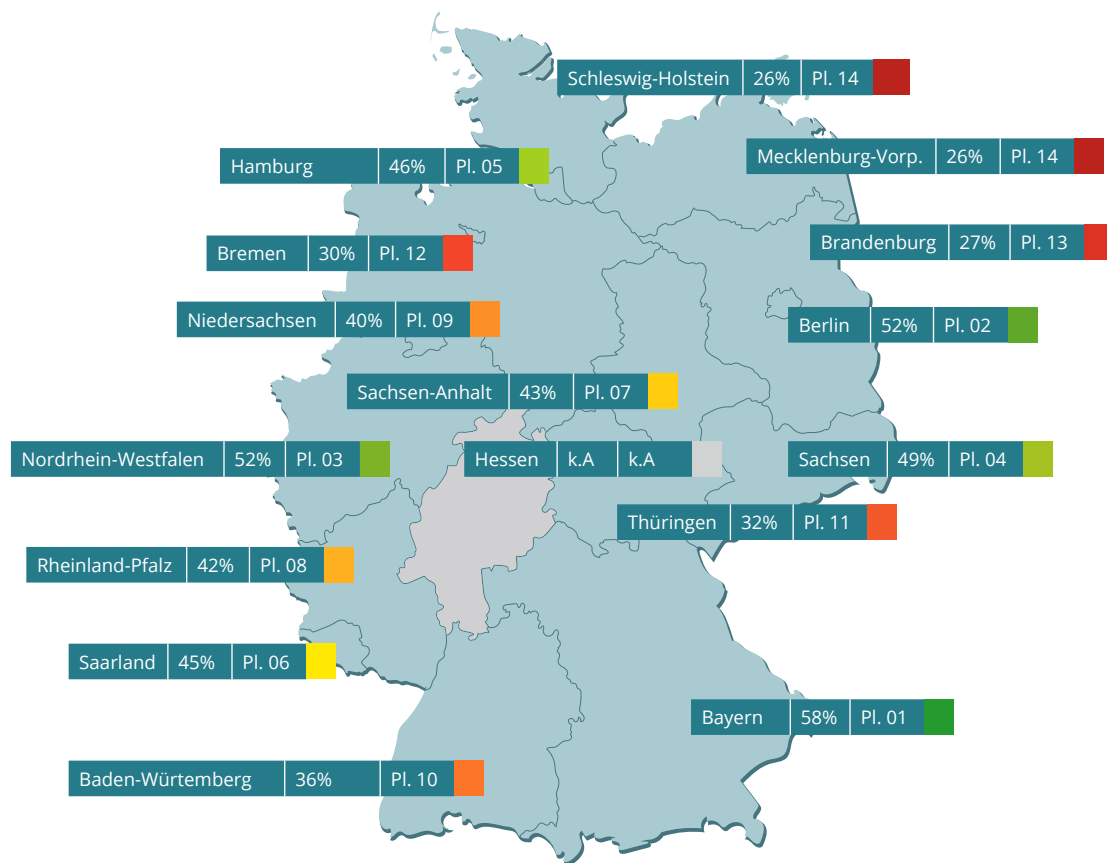 Schleswig-Holstein 26% Pl. 14
Hamburg 46% Pl. 05
Mecklenburg-Vorp. 26% Pl. 14
Bremen 30% Pl. 12
Brandenburg 27% Pl. 13
Niedersachsen 40% Pl. 09
Berlin 52% Pl. 02
Sachsen-Anhalt 43% Pl. 07
Nordrhein-Westfalen 52% Pl. 03
Hessen k.A k.A
Sachsen 49% Pl. 04
Thüringen 32% Pl. 11
Rheinland-Pfalz 42% Pl. 08
Saarland 45% Pl. 06
Bayern 58% Pl. 01
Baden-Würtemberg 36% Pl. 10